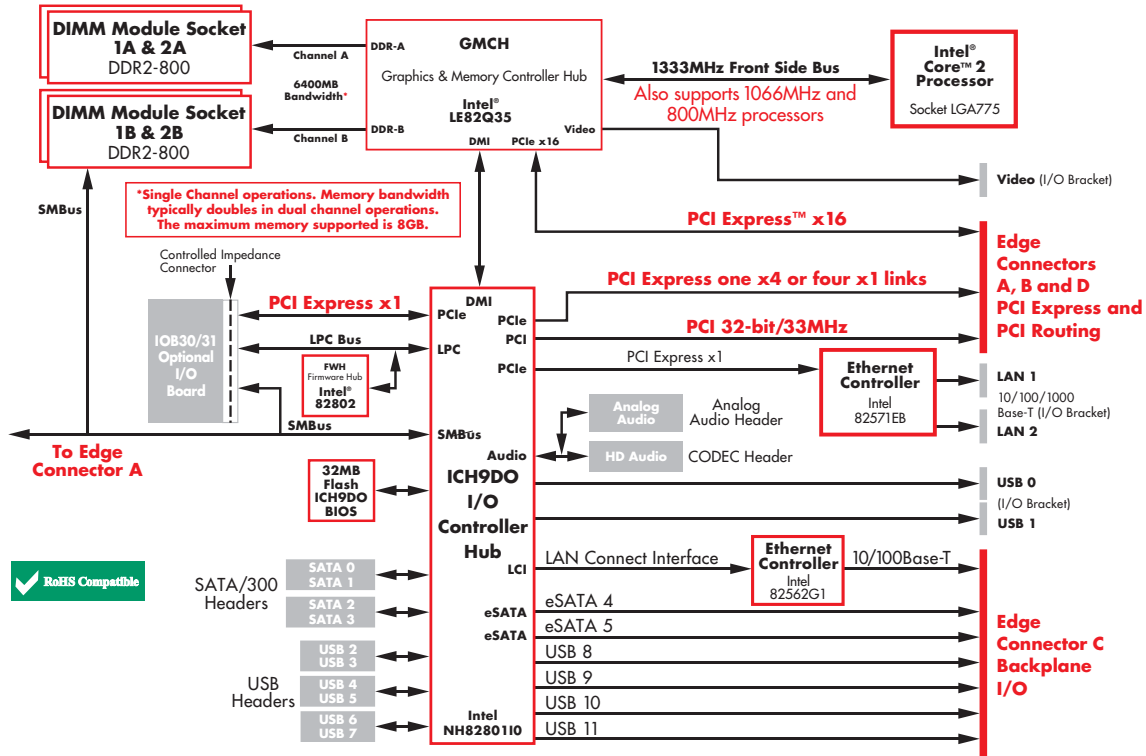 DIMM Module Socket
1A & 2A
DDR2-800
DIMM Module Socket
1B & 2B
DDR2-800
Channel A
6400MB
Bandwidth*
Channel B
DDR-A
DDR-B
GMCH
Graphics & Memory Controller Hub
Intel®
LE82Q35
DMI
PCIe x16
Video
1333MHz Front Side Bus
Also supports 1066MHz and
800MHz processors
Intel®
Core™ 2
Processor
Socket LGA775
Video (I/O Bracket)
SMBus
*Single Channel operations. Memory bandwidth
typically doubles in dual channel operations.
The maximum memory supported is 8GB.
PCI Express™ x16
Edge
Connectors
A, B and D
PCI Express and
PCI Routing
Controlled Impedance
Connector
PCI Express x1
DMI
PCIe
PCIe
PCI Express one x4 or four x1 links
PCI
PCI 32-bit/33MHz
IOB30/31
Optional
I/O
Board
LPC Bus
LPC
FWH
Firmware Hub
Intel®
82802
PCIe
PCI Express x1
Ethernet
Controller
Intel
82571EB
LAN 1
10/100/1000
Base-T (I/O Bracket)
LAN 2
Analog
Audio
Analog
Audio Header
SMBus
SMBus
To Edge
Connector A
Audio
HD Audio
CODEC Header
32MB
Flash
ICH9DO
BIOS
ICH9DO
I/O
Controller
Hub
USB 0
(I/O Bracket)
USB 1
LCI
LAN Connect Interface
Ethernet
Controller
Intel
82562G1
10/100Base-T
RoHS Compatible
SATA/300
Headers
SATA 0
SATA 1
SATA 2
SATA 3
eSATA
eSATA 4
eSATA
eSATA 5
USB 8
USB 9
USB 10
USB 11
Edge
Connector C
Backplane
I/O
USB
Headers
USB 2
USB 3
USB 4
USB 5
USB 6
USB 7
Intel
NH82801I0